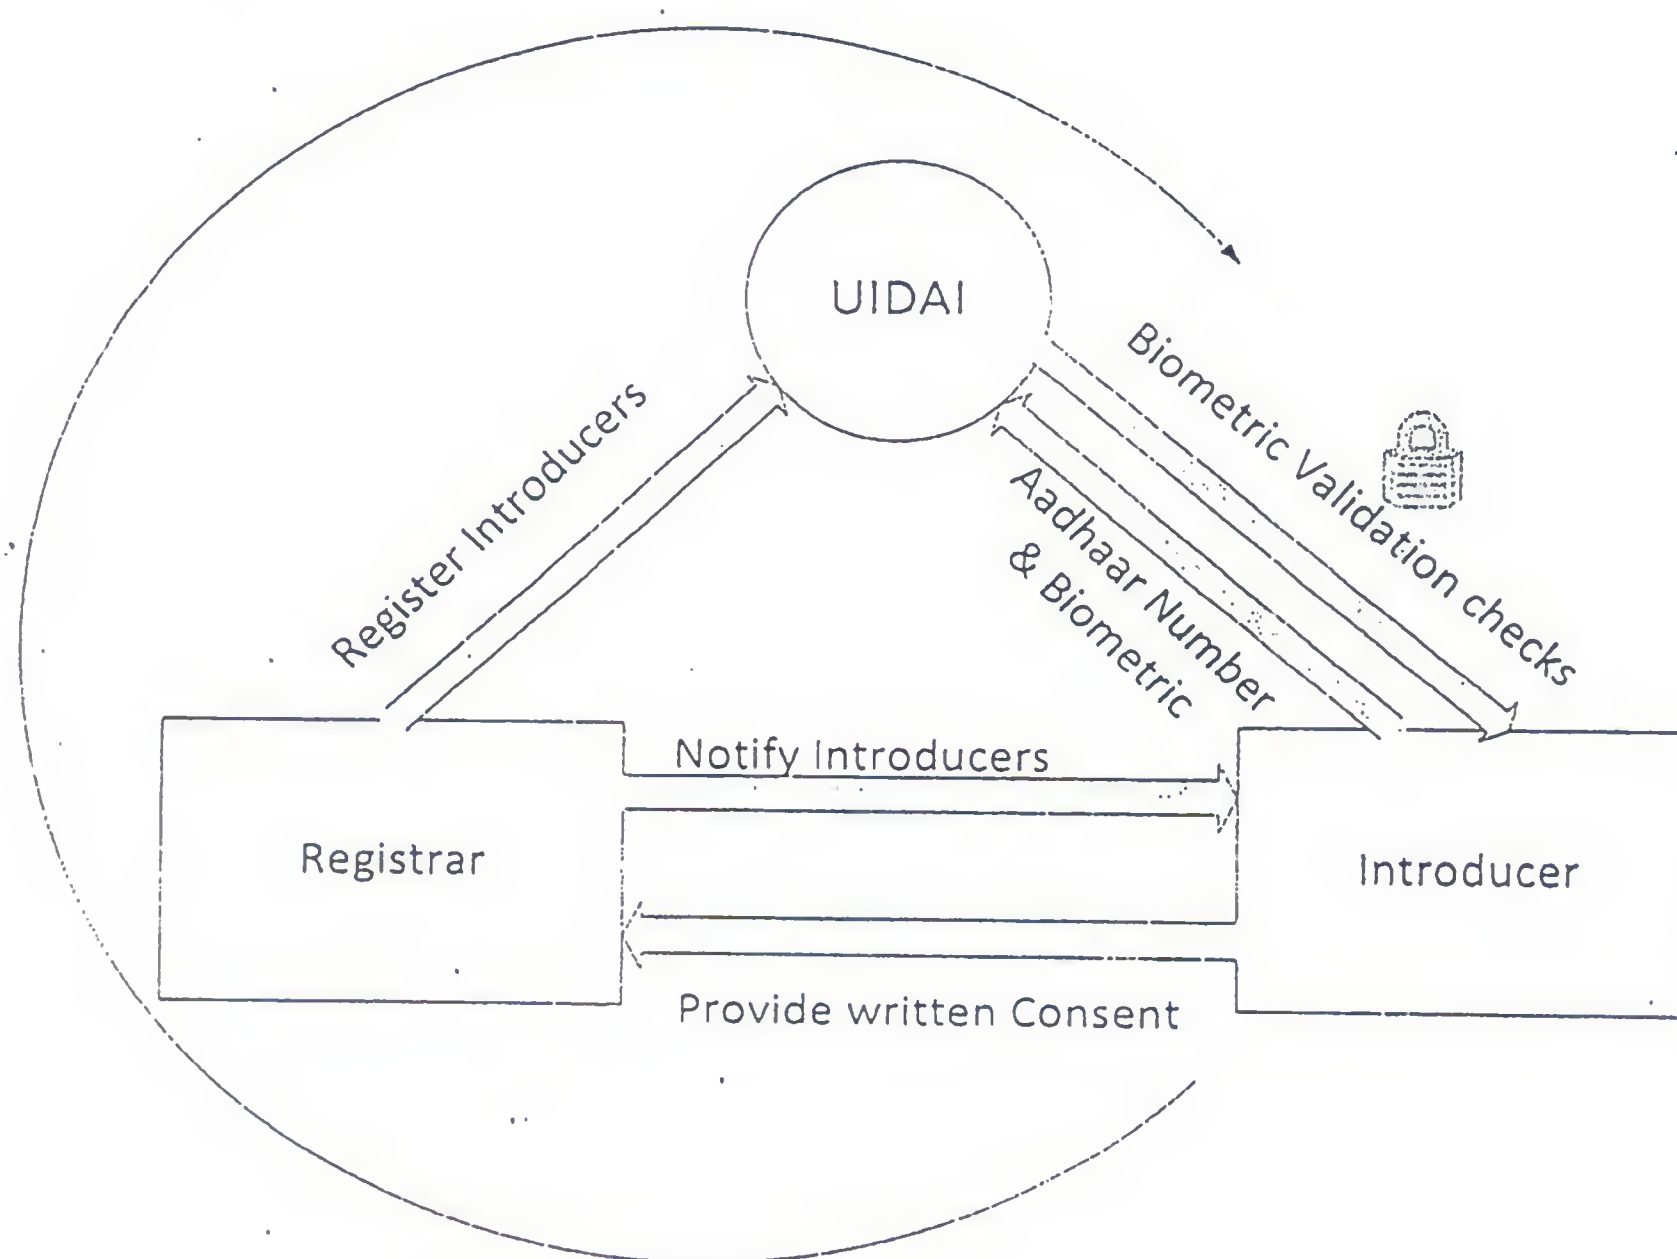 UIDAI
Register Introducers
Biometric Validation checks
Aadhaar Number
& Biometric
Notify Introducers
Registrar
Introducer
Provide written Consent